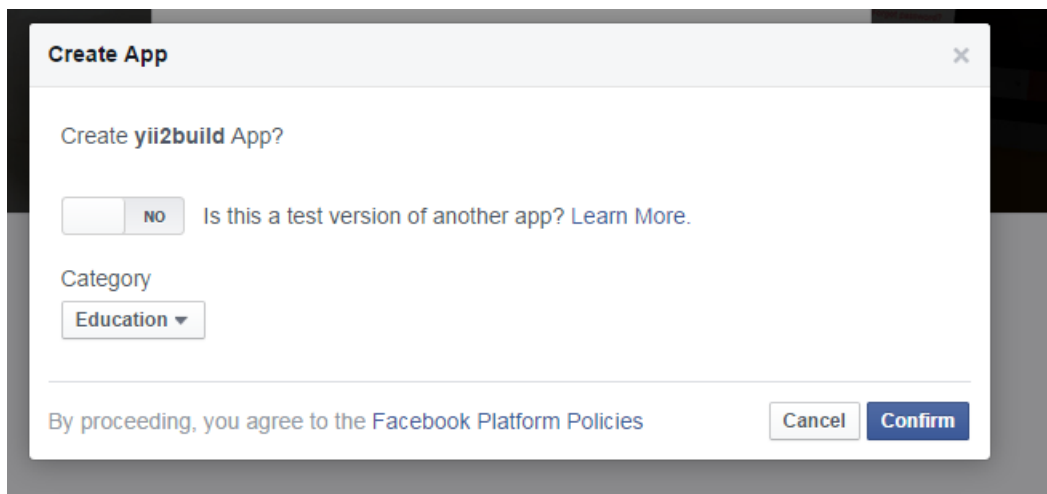 Create App
Create yii2build App?
NO Is this a test version of another app? Learn More.
Category
Education
By proceeding, you agree to the Facebook Platform Policies Cancel Confirm